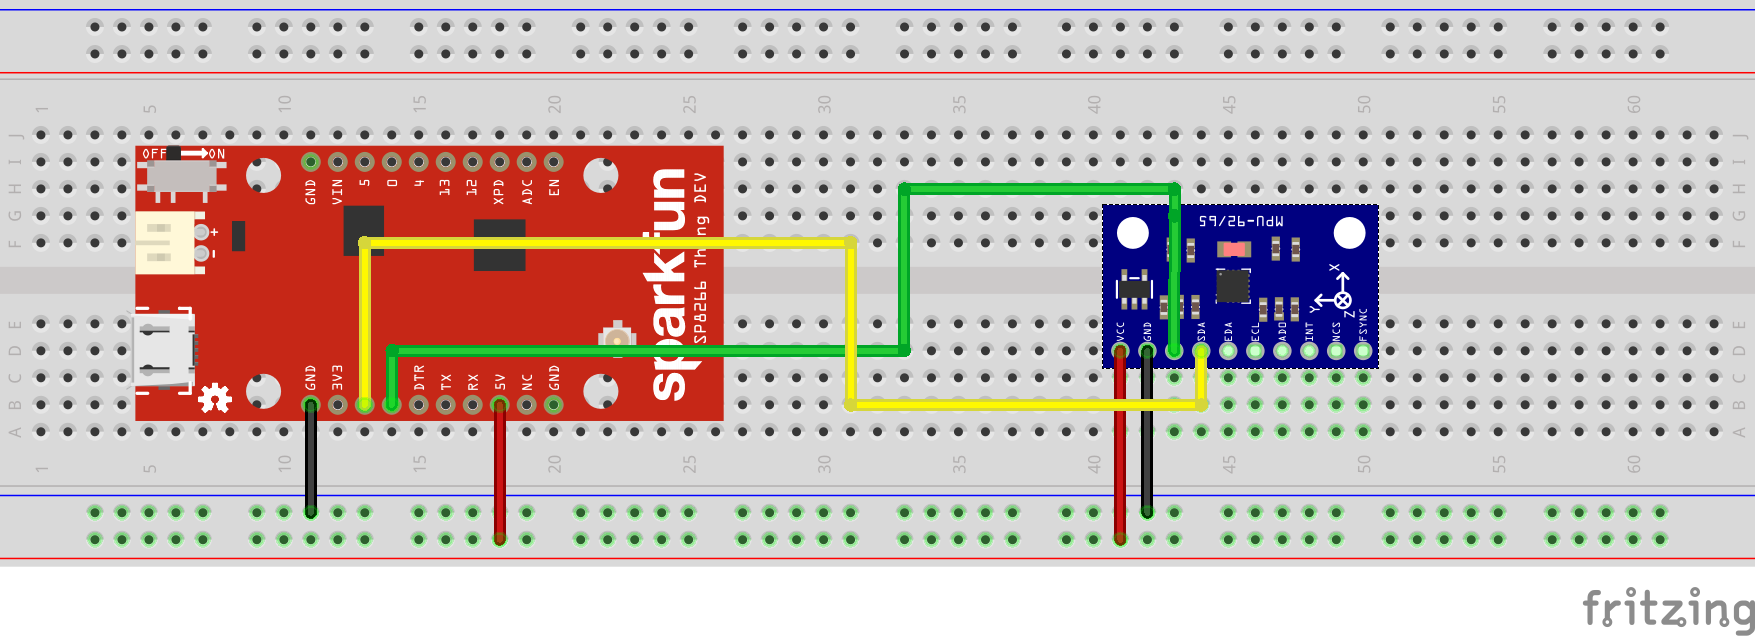 1 5 10 15 20 25 30 35 40 45 50 55 60
J J
I I
H H
G G
F F
E E
D D
C C
B B
A A
OFF ON
GND VIN 5 0 4 13 12 XPD ADC EN
+
-
sparkfun
ESP8266 Thing DEV
GND 3V3 DTR TX RX 5V NC GND
MPU-92/65
X
Y
Z
VCC GND SDA EDA ECL ADO INT NCS FSYNC
1 5 10 15 20 25 30 35 40 45 50 55 60
fritzing